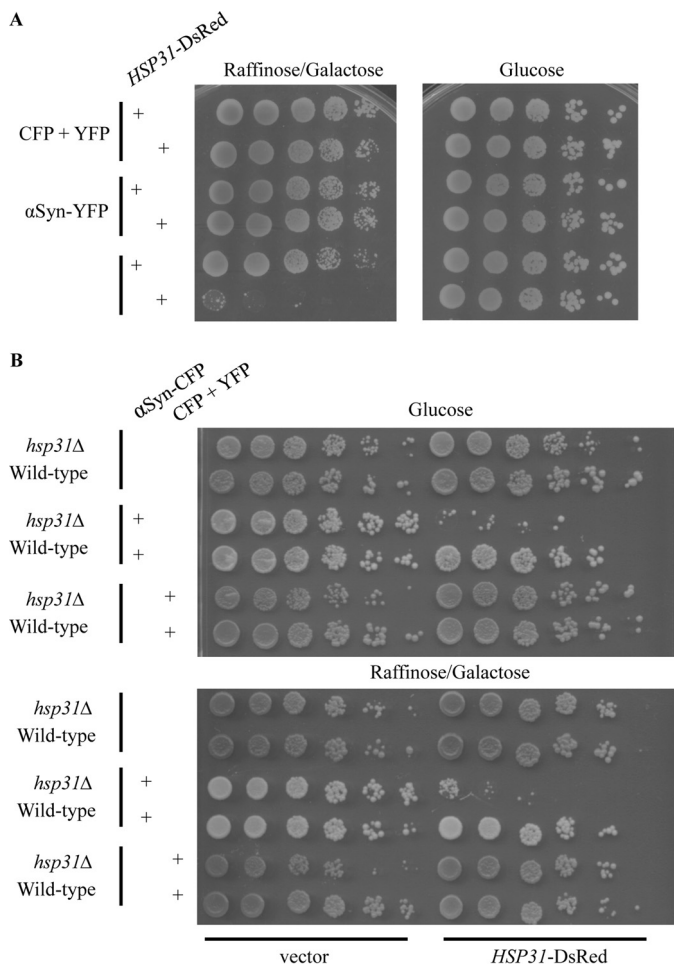 A
HSP31-DsRed
Raffinose/Galactose
Glucose
CFP + YFP
+
+
αSyn-YFP
+
+
+
+
B
αSyn-CFP
CFP + YFP
Glucose
hsp31Δ
Wild-type
hsp31Δ +
Wild-type +
hsp31Δ +
Wild-type +
Raffinose/Galactose
hsp31Δ
Wild-type
hsp31Δ +
Wild-type +
hsp31Δ +
Wild-type +
vector
HSP31-DsRed